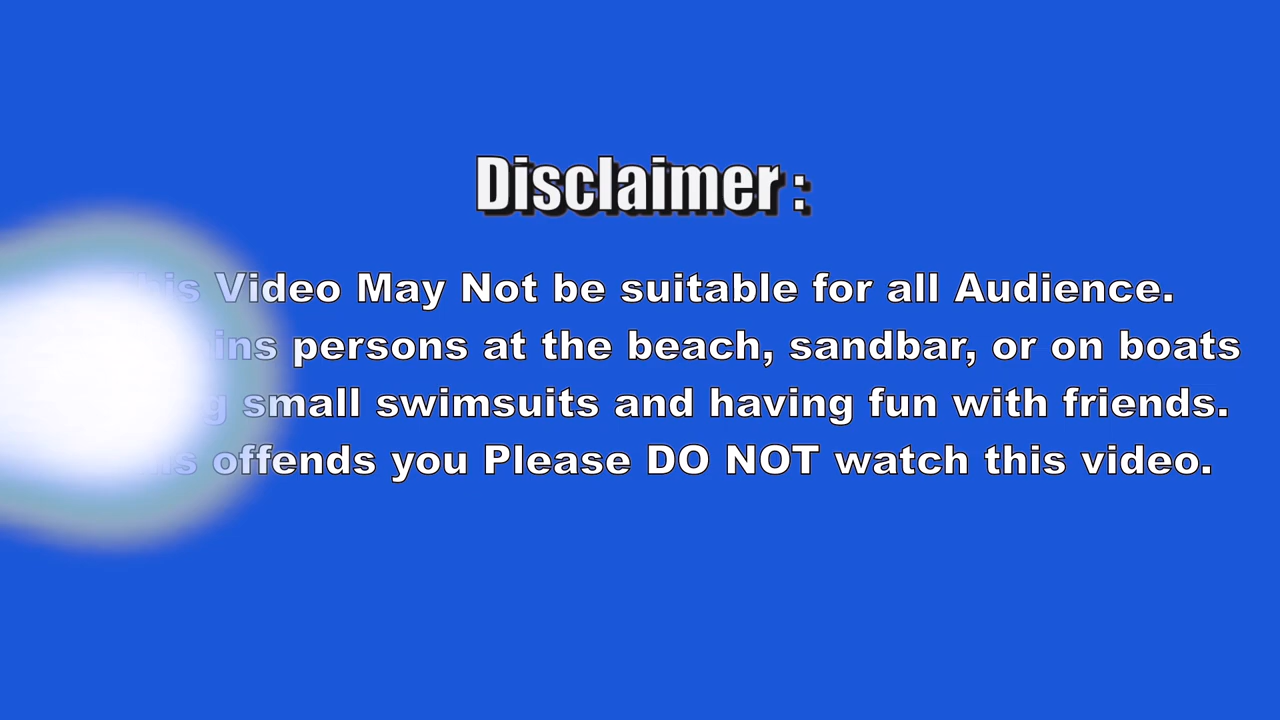 Disclaimer :
This Video May Not be suitable for all Audience.
persons at the beach, sandbar, or on boats
small swimsuits and having fun with friends.
offends you Please DO NOT watch this video.